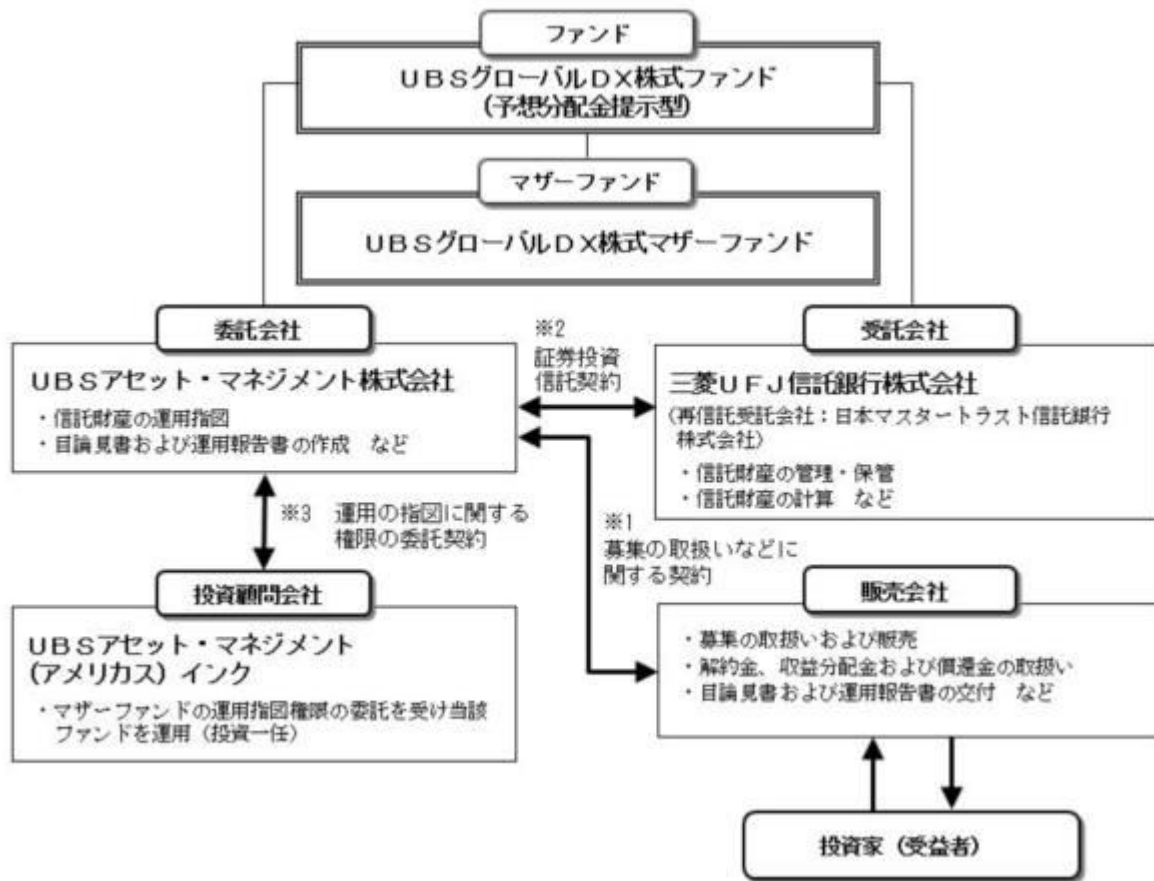 ファンド
UBSグローバルDX株式ファンド
(予想分配金提示型)
マザーファンド
UBSグローバルDX株式マザーファンド
委託会社
UBSアセット・マネジメント株式会社
・信託財産の運用指図
・目論見書および運用報告書の作成 など
※2
証券投資
信託契約
受託会社
三菱UFJ信託銀行株式会社
(再信託受託会社:日本マスタートラスト信託銀行
株式会社)
・信託財産の管理・保管
・信託財産の計算 など
※3 運用の指図に関する
権限の委託契約
※1
募集の取扱いなどに
関する契約
投資顧問会社
UBSアセット・マネジメント
(アメリカス)インク
・マザーファンドの運用指図権限の委託を受け当該
ファンドを運用(投資一任)
販売会社
・募集の取扱いおよび販売
・解約金、収益分配金および償還金の取扱い
・目論見書および運用報告書の交付 など
投資家(受益者)